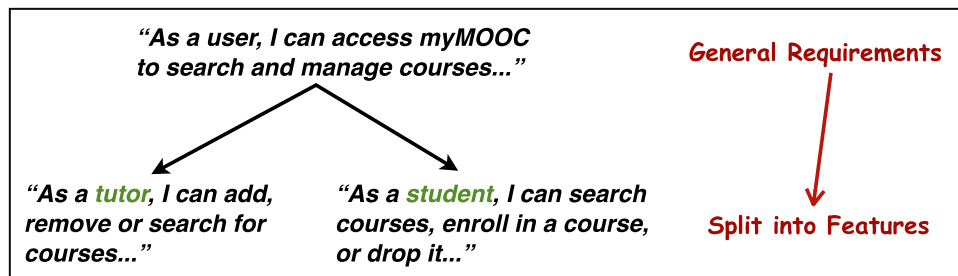 “As a user, I can access myMOOC
to search and manage courses...”
General Requirements
“As a tutor, I can add,
remove or search for
courses...”
“As a student, I can search
courses, enroll in a course,
or drop it...”
Split into Features